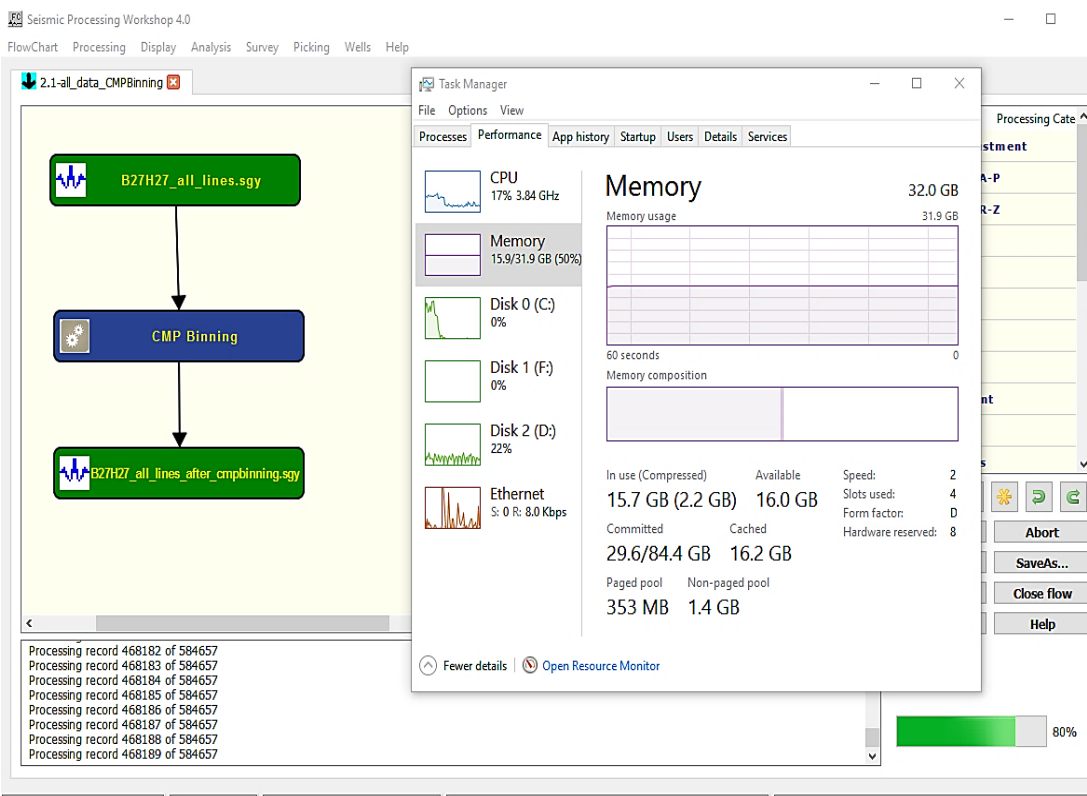 Seismic Processing Workshop 4.0
FlowChart Processing Display Analysis Survey Picking Wells Help
2.1-all_data_CMPBinning
B27H27_all_lines.sgy
CMP Binning
B27H27_all_lines_after_cmpbinning.sgy
Processing record 468182 of 584657
Processing record 468183 of 584657
Processing record 468184 of 584657
Processing record 468185 of 584657
Processing record 468186 of 584657
Processing record 468187 of 584657
Processing record 468188 of 584657
Processing record 468189 of 584657
Task Manager
File Options View
Processes Performance App history Startup Users Details Services
CPU
17% 3.84 GHz
Memory
15.9/31.9 GB (50%)
Disk 0 (C:)
0%
Disk 1 (F:)
0%
Disk 2 (D:)
22%
Ethernet
S: 0 R: 8.0 Kbps
Memory 32.0 GB
Memory usage 31.9 GB
60 seconds 0
Memory composition
In use (Compressed) Available
15.7 GB (2.2 GB) 16.0 GB
Committed Cached
29.6/84.4 GB 16.2 GB
Paged pool Non-paged pool
353 MB 1.4 GB
Speed: 2
Slots used: 4
Form factor: D
Hardware reserved: 8
Fewer details Open Resource Monitor
Processing Cate
stment
A-P
R-Z
nt
s
Abort
SaveAs...
Close flow
Help
80%